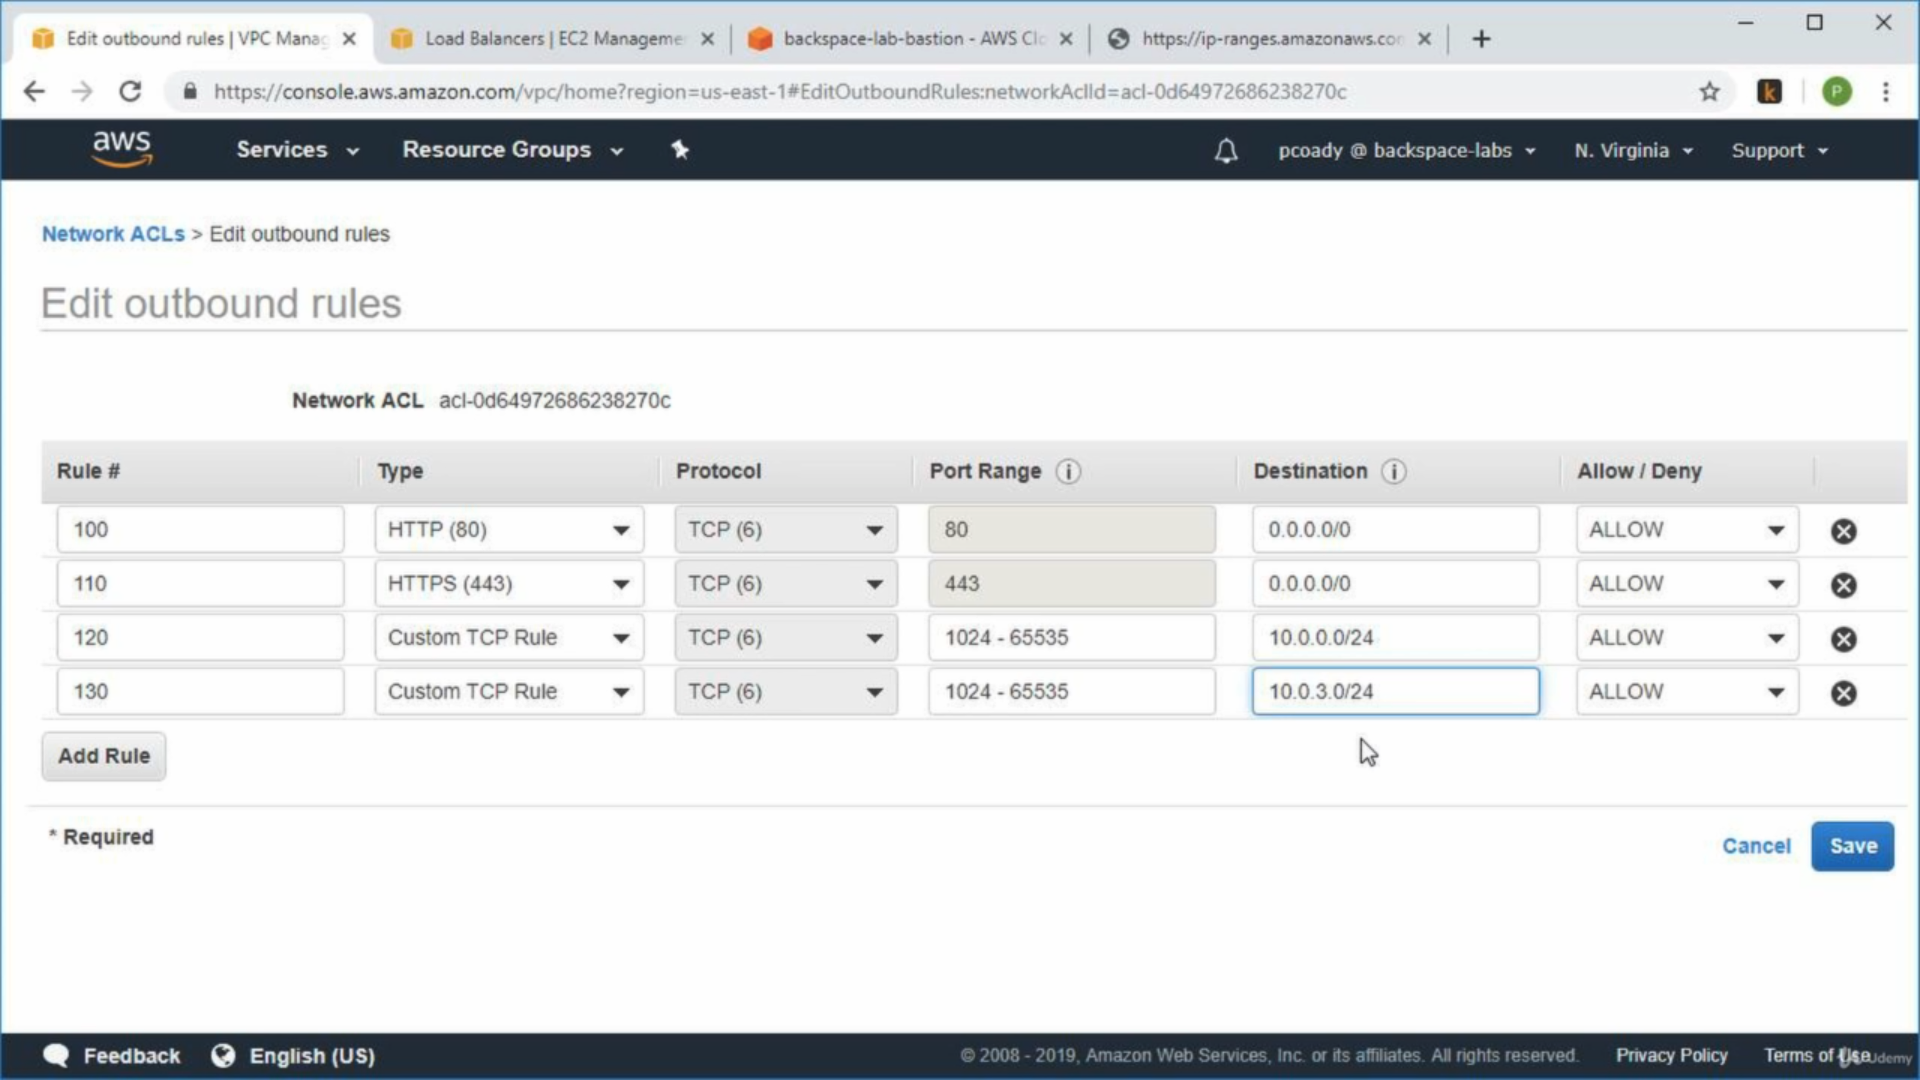 Edit outbound rules | VPC Manag
Load Balancers | EC2 Manageme
backspace-lab-bastion - AWS Clo
https://ip-ranges.amazonaws.co
https://console.aws.amazon.com/vpc/home?region=us-east-1#EditOutboundRules:networkAclId=acl-0d64972686238270c
k
P
aws
Services
Resource Groups
pcoady @ backspace-labs
N. Virginia
Support
Network ACLs > Edit outbound rules
Edit outbound rules
Network ACL acl-0d64972686238270c
Rule # Type Protocol Port Range i Destination i Allow / Deny
100 HTTP (80) TCP (6) 80 0.0.0.0/0 ALLOW
110 HTTPS (443) TCP (6) 443 0.0.0.0/0 ALLOW
120 Custom TCP Rule TCP (6) 1024 - 65535 10.0.0.0/24 ALLOW
130 Custom TCP Rule TCP (6) 1024 - 65535 10.0.3.0/24 ALLOW
Add Rule
* Required
Cancel
Save
Feedback
English (US)
© 2008 - 2019, Amazon Web Services, Inc. or its affiliates. All rights reserved.
Privacy Policy
Terms of Use
Udemy